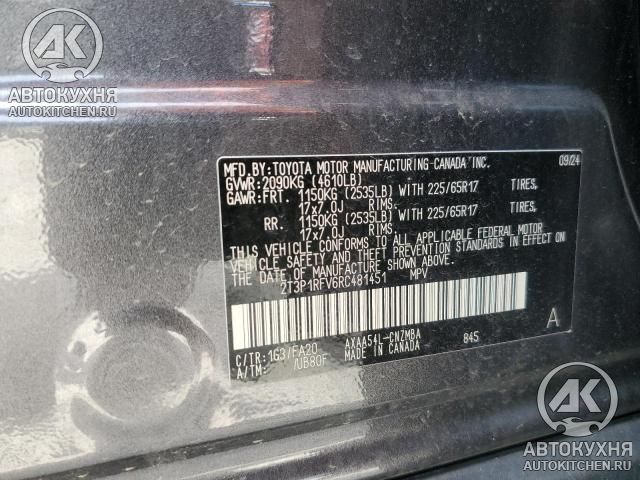 АК
АВТОКУХНЯ
AUTOKITCHEN.RU
MFD.BY:TOYOTA MOTOR MANUFACTURING-CANADA INC. 09/24
GVWR:2090KG (4610LB)
GAWR:FRT. 1150KG (2535LB) WITH 225/65R17 TIRES,
17x7.0J RIMS.
RR. 1150KG (2535LB) WITH 225/65R17 TIRES,
17x7.0J RIMS.
THIS VEHICLE CONFORMS TO ALL APPLICABLE FEDERAL MOTOR
VEHICLE SAFETY AND THEFT PREVENTION STANDARDS IN EFFECT ON
THE DATE OF MANUFACTURE SHOWN ABOVE.
2T3P1RFV6RC481451 MPV
A
C/TR:1G3/FA20 AXAA54L-CNZMBA 845
A/TM: /UB80F MADE IN CANADA
АК
АВТОКУХНЯ
AUTOKITCHEN.RU